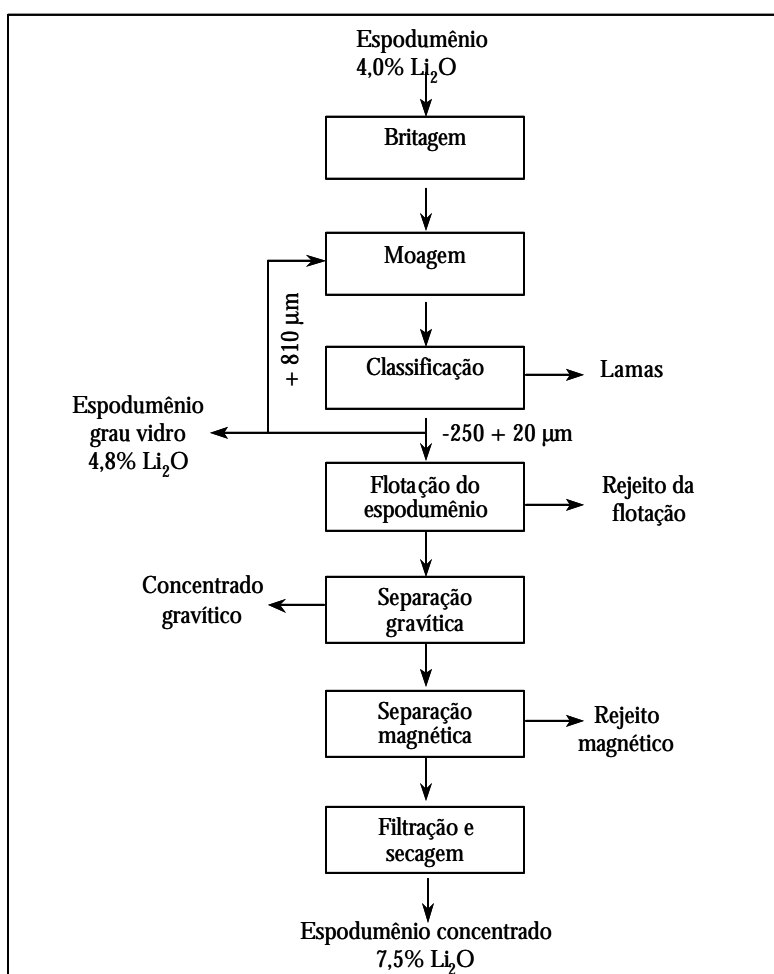 Espodumênio
4,0% Li₂O
Britagem
Moagem
+ 810 µm
Classificação
Lamas
Espodumênio
grau vidro
4,8% Li₂O
-250 + 20 µm
Flotação do
espodumênio
Rejeito da
flotação
Concentrado
gravítico
Separação
gravítica
Separação
magnética
Rejeito
magnético
Filtração e
secagem
Espodumênio concentrado
7,5% Li₂O